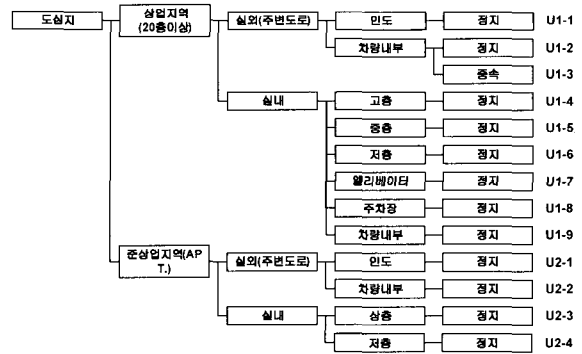 도심지
상업지역
(20층이상)
실외(주변도로)
인도
정지
U1-1
차량내부
정지
U1-2
중속
U1-3
실내
고층
정지
U1-4
중층
정지
U1-5
저층
정지
U1-6
엘리베이터
정지
U1-7
주차장
정지
U1-8
차량내부
정지
U1-9
준상업지역(AP
T.)
실외(주변도로)
인도
정지
U2-1
차량내부
정지
U2-2
실내
상층
정지
U2-3
저층
정지
U2-4